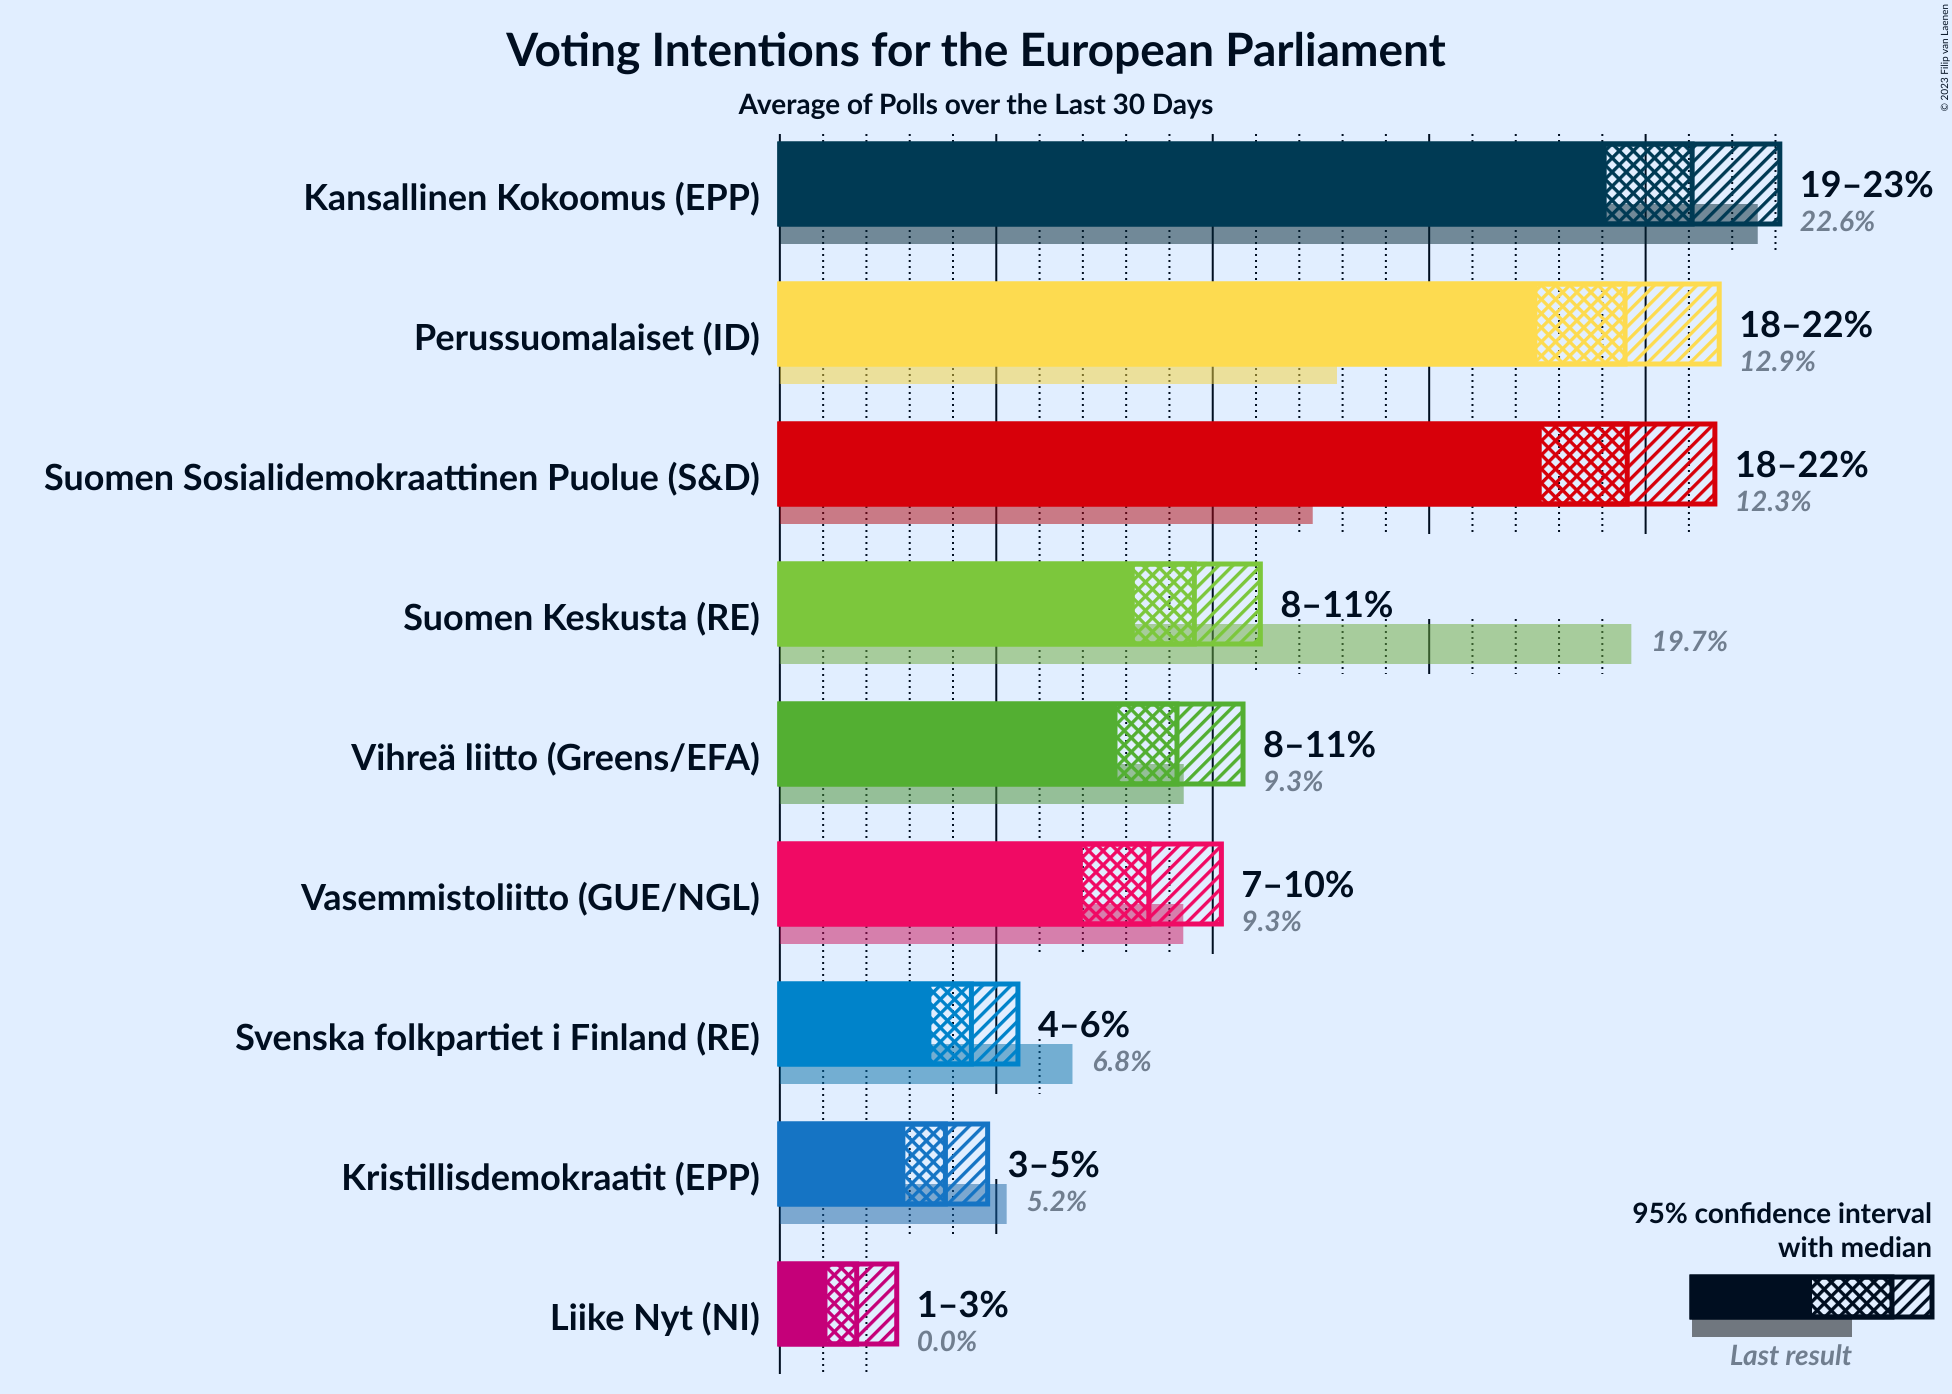 Voting Intentions for the European Parliament
Average of Polls over the Last 30 Days
© 2023 Filip van Laenen
Kansallinen Kokoomus (EPP)
19–23%
22.6%
Perussuomalaiset (ID)
18–22%
12.9%
Suomen Sosialidemokraattinen Puolue (S&D)
18–22%
12.3%
Suomen Keskusta (RE)
8–11%
19.7%
Vihreä liitto (Greens/EFA)
8–11%
9.3%
Vasemmistoliitto (GUE/NGL)
7–10%
9.3%
Svenska folkpartiet i Finland (RE)
4–6%
6.8%
Kristillisdemokraatit (EPP)
3–5%
5.2%
Liike Nyt (NI)
1–3%
0.0%
95% confidence interval
with median
Last result